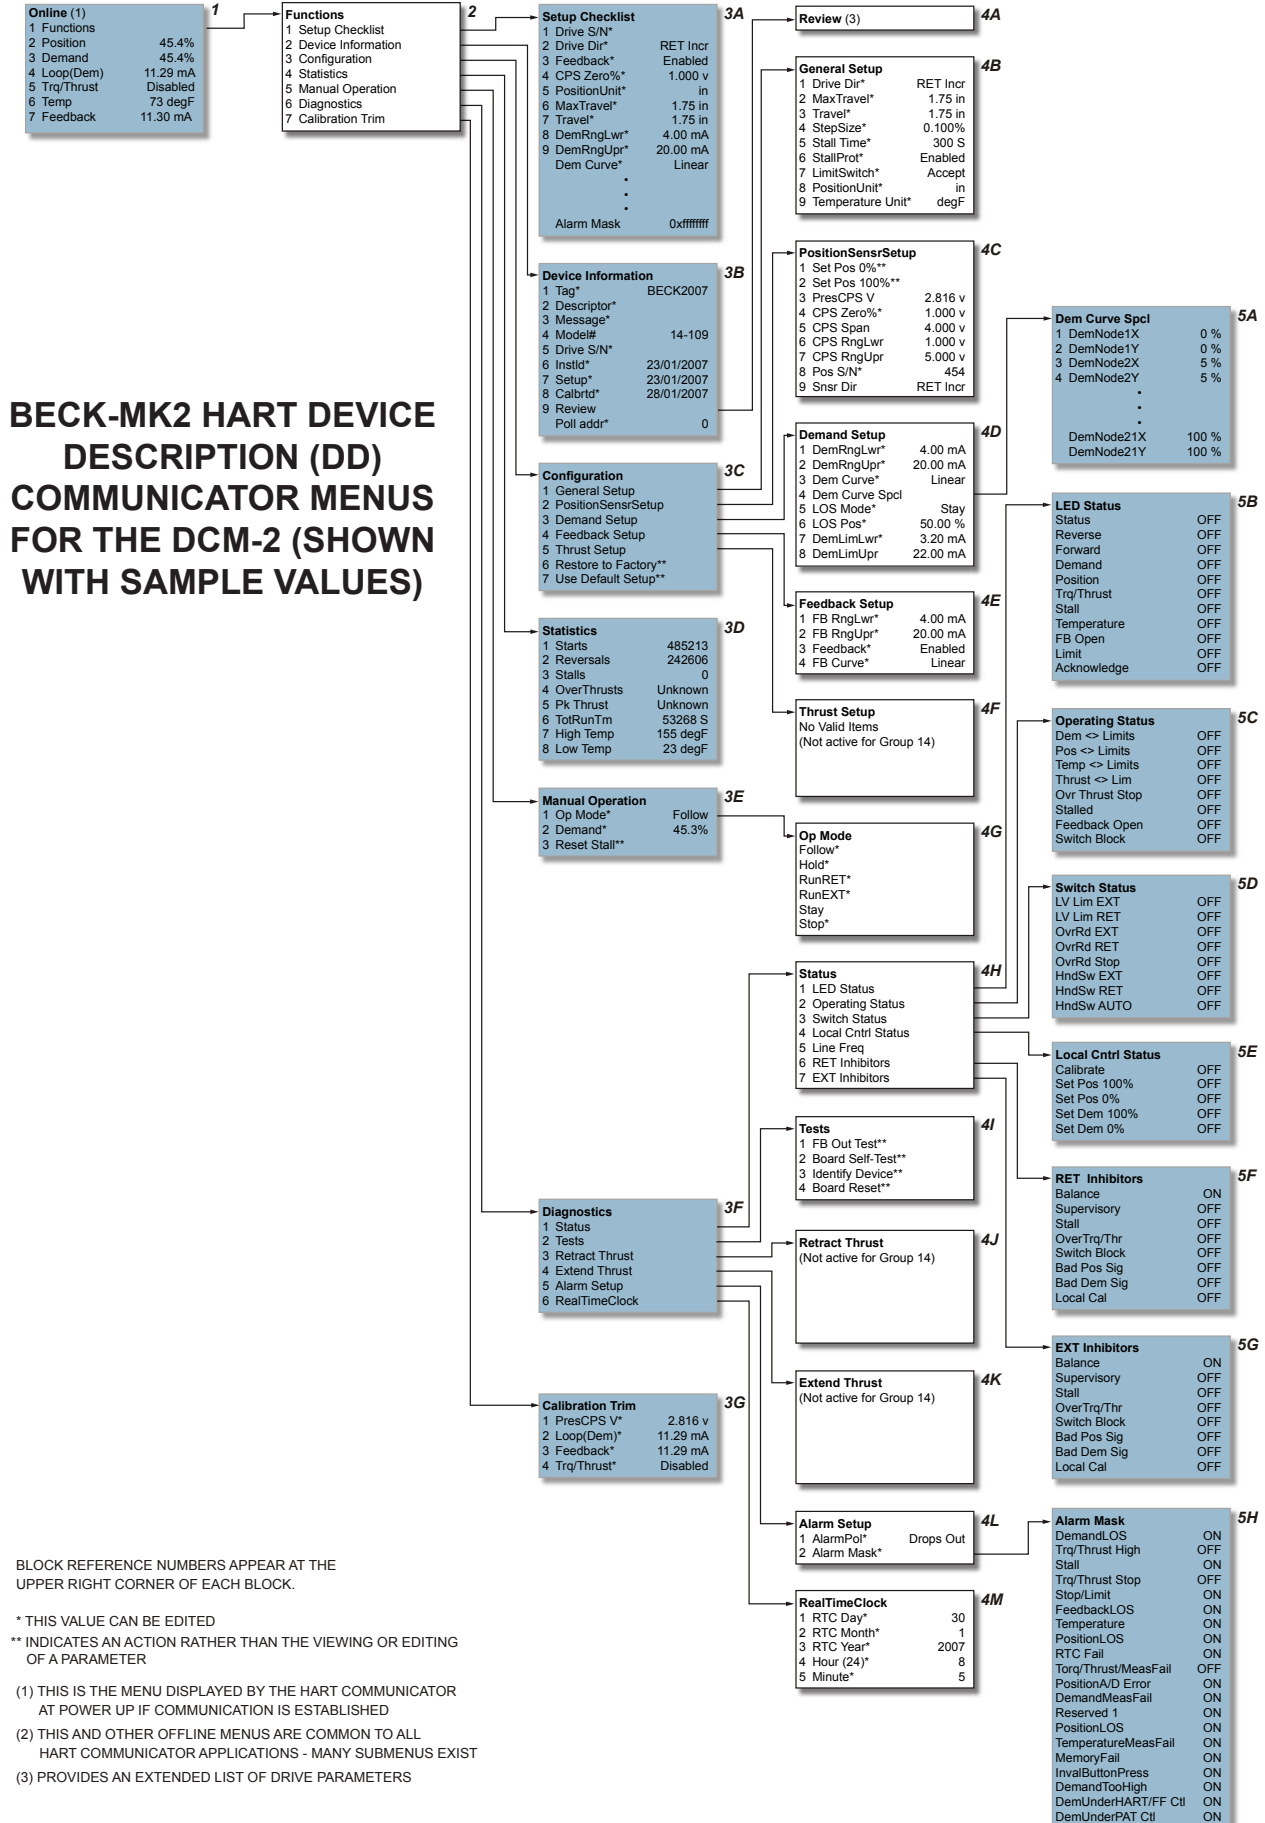 BECK-MK2 HART DEVICE
DESCRIPTION (DD)
COMMUNICATOR MENUS
FOR THE DCM-2 (SHOWN
WITH SAMPLE VALUES)
1
Online (1)
1 Functions
2 Position 45.4%
3 Demand 45.4%
4 Loop(Dem) 11.29 mA
5 Trq/Thrust Disabled
6 Temp 73 degF
7 Feedback 11.30 mA
2
Functions
1 Setup Checklist
2 Device Information
3 Configuration
4 Statistics
5 Manual Operation
6 Diagnostics
7 Calibration Trim
3A
Setup Checklist
1 Drive S/N*
2 Drive Dir* RET Incr
3 Feedback* Enabled
4 CPS Zero%* 1.000 v
5 PositionUnit* in
6 MaxTravel* 1.75 in
7 Travel* 1.75 in
8 DemRngLwr* 4.00 mA
9 DemRngUpr* 20.00 mA
Dem Curve* Linear
•
•
•
Alarm Mask 0xffffffff
3B
Device Information
1 Tag* BECK2007
2 Descriptor*
3 Message*
4 Model# 14-109
5 Drive S/N*
6 Instld* 23/01/2007
7 Setup* 23/01/2007
8 Calbrtd* 28/01/2007
9 Review
Poll addr* 0
3C
Configuration
1 General Setup
2 PositionSensrSetup
3 Demand Setup
4 Feedback Setup
5 Thrust Setup
6 Restore to Factory**
7 Use Default Setup**
3D
Statistics
1 Starts 485213
2 Reversals 242606
3 Stalls 0
4 OverThrusts Unknown
5 Pk Thrust Unknown
6 TotRunTm 53268 S
7 High Temp 155 degF
8 Low Temp 23 degF
3E
Manual Operation
1 Op Mode* Follow
2 Demand* 45.3%
3 Reset Stall**
3F
Diagnostics
1 Status
2 Tests
3 Retract Thrust
4 Extend Thrust
5 Alarm Setup
6 RealTimeClock
3G
Calibration Trim
1 PresCPS V* 2.816 v
2 Loop(Dem)* 11.29 mA
3 Feedback* 11.29 mA
4 Trq/Thrust* Disabled
4A
Review (3)
4B
General Setup
1 Drive Dir* RET Incr
2 MaxTravel* 1.75 in
3 Travel* 1.75 in
4 StepSize* 0.100%
5 Stall Time* 300 S
6 StallProt* Enabled
7 LimitSwitch* Accept
8 PositionUnit* in
9 Temperature Unit* degF
4C
PositionSensrSetup
1 Set Pos 0%**
2 Set Pos 100%**
3 PresCPS V 2.816 v
4 CPS Zero%* 1.000 v
5 CPS Span 4.000 v
6 CPS RngLwr 1.000 v
7 CPS RngUpr 5.000 v
8 Pos S/N* 454
9 Snsr Dir RET Incr
4D
Demand Setup
1 DemRngLwr* 4.00 mA
2 DemRngUpr* 20.00 mA
3 Dem Curve* Linear
4 Dem Curve Spcl
5 LOS Mode* Stay
6 LOS Pos* 50.00 %
7 DemLimLwr* 3.20 mA
8 DemLimUpr 22.00 mA
4E
Feedback Setup
1 FB RngLwr* 4.00 mA
2 FB RngUpr* 20.00 mA
3 Feedback* Enabled
4 FB Curve* Linear
4F
Thrust Setup
No Valid Items
(Not active for Group 14)
4G
Op Mode
Follow*
Hold*
RunRET*
RunEXT*
Stay
Stop*
4H
Status
1 LED Status
2 Operating Status
3 Switch Status
4 Local Cntrl Status
5 Line Freq
6 RET Inhibitors
7 EXT Inhibitors
4I
Tests
1 FB Out Test**
2 Board Self-Test**
3 Identify Device**
4 Board Reset**
4J
Retract Thrust
(Not active for Group 14)
4K
Extend Thrust
(Not active for Group 14)
4L
Alarm Setup
1 AlarmPol* Drops Out
2 Alarm Mask*
4M
RealTimeClock
1 RTC Day* 30
2 RTC Month* 1
3 RTC Year* 2007
4 Hour (24)* 8
5 Minute* 5
5A
Dem Curve Spcl
1 DemNode1X 0 %
2 DemNode1Y 0 %
3 DemNode2X 5 %
4 DemNode2Y 5 %
•
•
•
DemNode21X 100 %
DemNode21Y 100 %
5B
LED Status
Status OFF
Reverse OFF
Forward OFF
Demand OFF
Position OFF
Trq/Thrust OFF
Stall OFF
Temperature OFF
FB Open OFF
Limit OFF
Acknowledge OFF
5C
Operating Status
Dem <> Limits OFF
Pos <> Limits OFF
Temp <> Limits OFF
Thrust <> Lim OFF
Ovr Thrust Stop OFF
Stalled OFF
Feedback Open OFF
Switch Block OFF
5D
Switch Status
LV Lim EXT OFF
LV Lim RET OFF
OvrRd EXT OFF
OvrRd RET OFF
OvrRd Stop OFF
HndSw EXT OFF
HndSw RET OFF
HndSw AUTO OFF
5E
Local Cntrl Status
Calibrate OFF
Set Pos 100% OFF
Set Pos 0% OFF
Set Dem 100% OFF
Set Dem 0% OFF
5F
RET Inhibitors
Balance ON
Supervisory OFF
Stall OFF
OverTrq/Thr OFF
Switch Block OFF
Bad Pos Sig OFF
Bad Dem Sig OFF
Local Cal OFF
5G
EXT Inhibitors
Balance ON
Supervisory OFF
Stall OFF
OverTrq/Thr OFF
Switch Block OFF
Bad Pos Sig OFF
Bad Dem Sig OFF
Local Cal OFF
5H
Alarm Mask
DemandLOS ON
Trq/Thrust High OFF
Stall ON
Trq/Thrust Stop OFF
Stop/Limit ON
FeedbackLOS ON
Temperature ON
PositionLOS ON
RTC Fail ON
Torq/Thrust/MeasFail OFF
PositionA/D Error ON
DemandMeasFail ON
Reserved 1 ON
PositionLOS ON
TemperatureMeasFail ON
MemoryFail ON
InvalButtonPress ON
DemandTooHigh ON
DemUnderHART/FF Ctl ON
DemUnderPAT Ctl ON
BLOCK REFERENCE NUMBERS APPEAR AT THE
UPPER RIGHT CORNER OF EACH BLOCK.
* THIS VALUE CAN BE EDITED
** INDICATES AN ACTION RATHER THAN THE VIEWING OR EDITING
OF A PARAMETER
(1) THIS IS THE MENU DISPLAYED BY THE HART COMMUNICATOR
AT POWER UP IF COMMUNICATION IS ESTABLISHED
(2) THIS AND OTHER OFFLINE MENUS ARE COMMON TO ALL
HART COMMUNICATOR APPLICATIONS - MANY SUBMENUS EXIST
(3) PROVIDES AN EXTENDED LIST OF DRIVE PARAMETERS